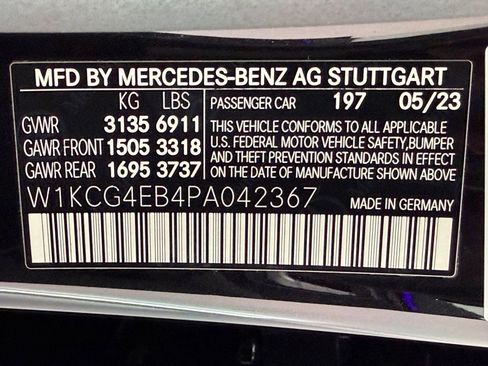 MFD BY MERCEDES-BENZ AG STUTTGART
KG LBS PASSENGER CAR 197 05/23
GVWR 3135 6911 THIS VEHICLE CONFORMS TO ALL APPLICABLE
GAWR FRONT 1505 3318 U.S. FEDERAL MOTOR VEHICLE SAFETY, BUMPER
GAWR REAR 1695 3737 AND THEFT PREVENTION STANDARDS IN EFFECT
ON THE DATE OF MANUFACTURE SHOWN ABOVE
W1KCG4EB4PA042367 MADE IN GERMANY